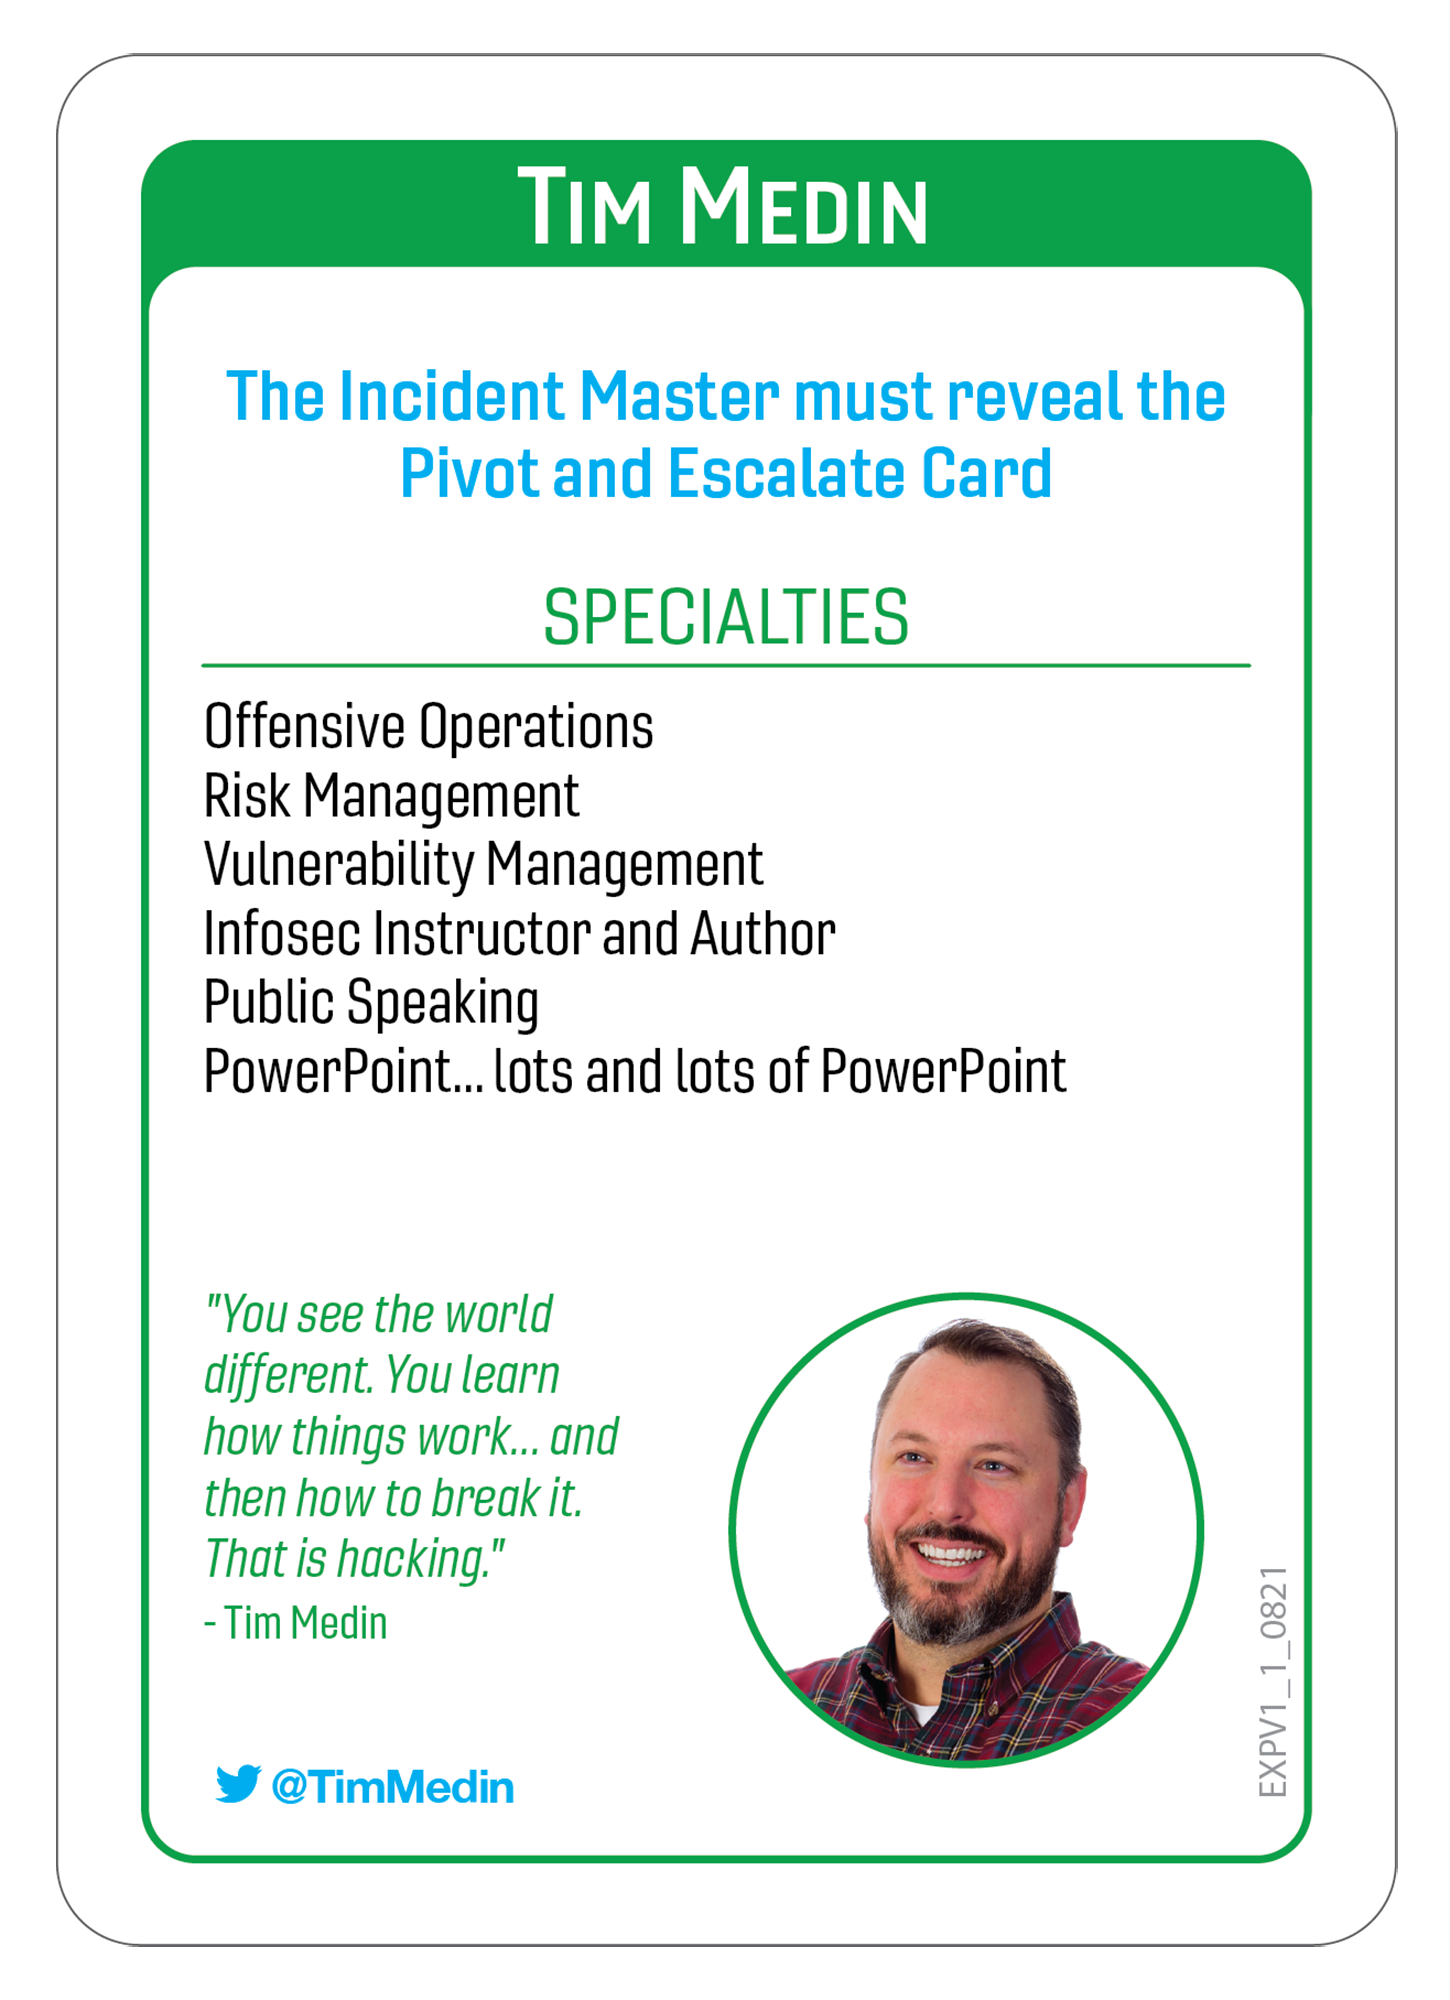 TIM MEDIN
The Incident Master must reveal the
Pivot and Escalate Card
SPECIALTIES
Offensive Operations
Risk Management
Vulnerability Management
Infosec Instructor and Author
Public Speaking
PowerPoint... lots and lots of PowerPoint
"You see the world
different. You learn
how things work... and
then how to break it.
That is hacking."
- Tim Medin
@TimMedin
EXPV1_1_0821